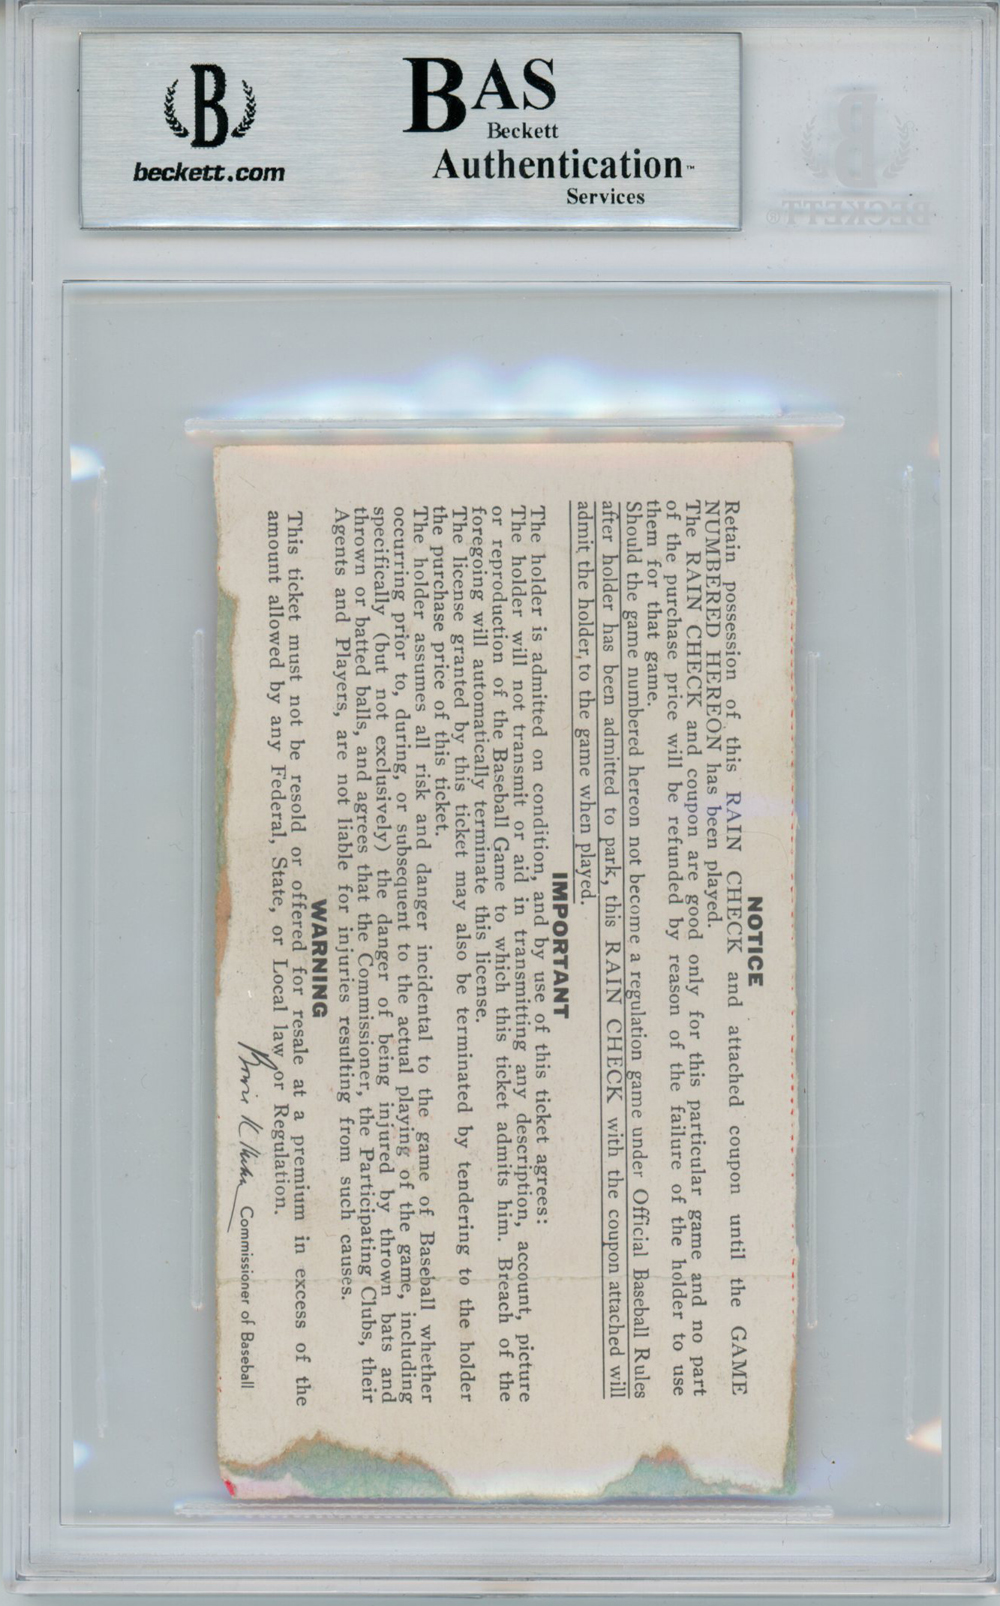 B
beckett.com
BAS
Beckett
Authentication™
Services
BECKETT®
NOTICE
Retain possession of this RAIN CHECK and attached coupon until the GAME
NUMBERED HEREON has been played.
The RAIN CHECK and coupon are good only for this particular game and no part
of the purchase price will be refunded by reason of the failure of the holder to use
them for that game.
Should the game numbered hereon not become a regulation game under Official Baseball Rules
after holder has been admitted to park, this RAIN CHECK with the coupon attached will
admit the holder, to the game when played.
IMPORTANT
The holder is admitted on condition, and by use of this ticket agrees:
The holder will not transmit or aid in transmitting any description, account, picture
or reproduction of the Baseball Game to which this ticket admits him. Breach of the
foregoing will automatically terminate this license.
The license granted by this ticket may also be terminated by tendering to the holder
the purchase price of this ticket.
The holder assumes all risk and danger incidental to the game of Baseball whether
occurring prior to, during, or subsequent to the actual playing of the game, including
specifically (but not exclusively) the danger of being injured by thrown bats and
thrown or batted balls, and agrees that the Commissioner, the Participating Clubs, their
Agents and Players, are not liable for injuries resulting from such causes.
WARNING
This ticket must not be resold or offered for resale at a premium in excess of the
amount allowed by any Federal, State, or Local law or Regulation.
Bowie K Kuhn Commissioner of Baseball